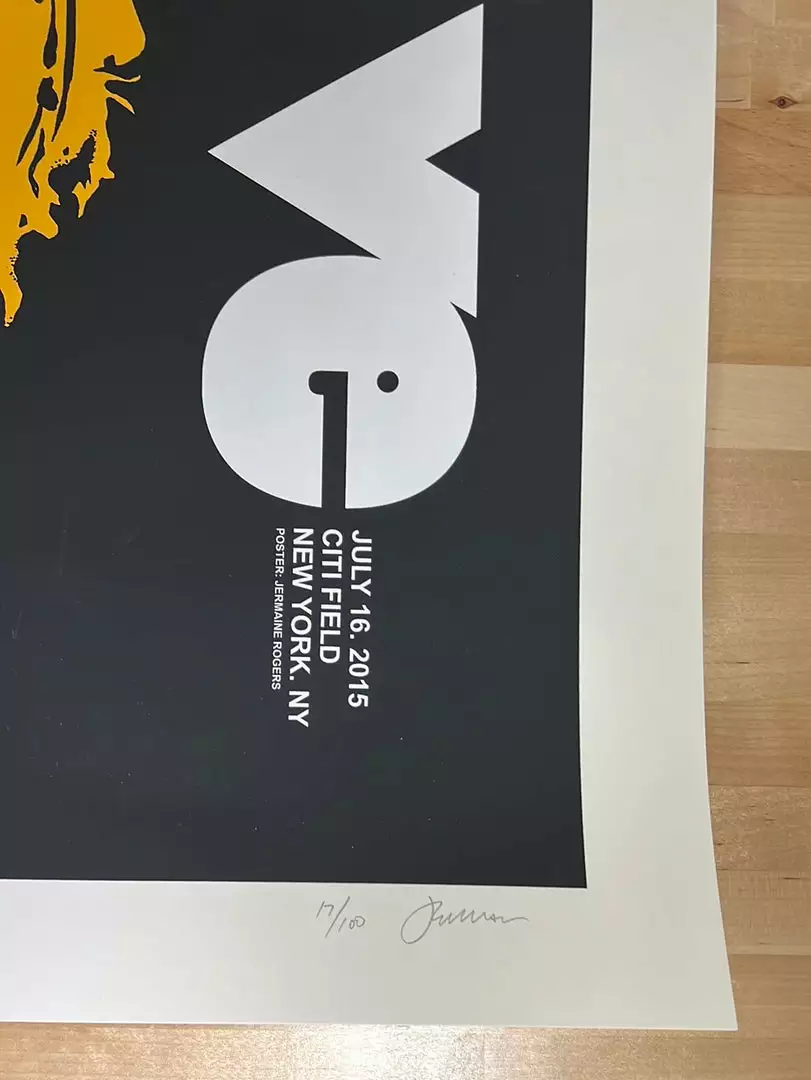 JULY 16. 2015
CITI FIELD
NEW YORK. NY
POSTER: JERMAINE ROGERS
17/100